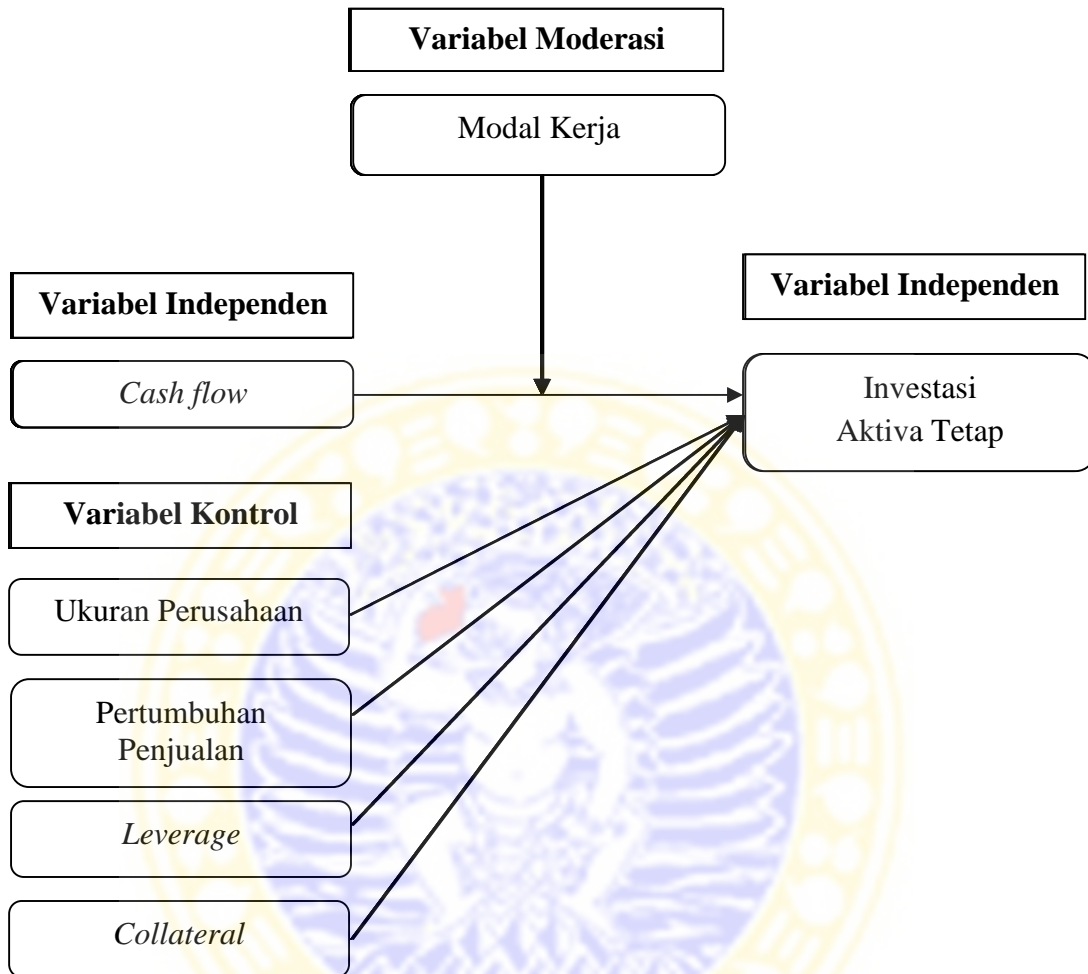 Variabel Moderasi
Modal Kerja
Variabel Independen
Cash flow
Variabel Independen
Investasi
Aktiva Tetap
Variabel Kontrol
Ukuran Perusahaan
Pertumbuhan
Penjualan
Leverage
Collateral